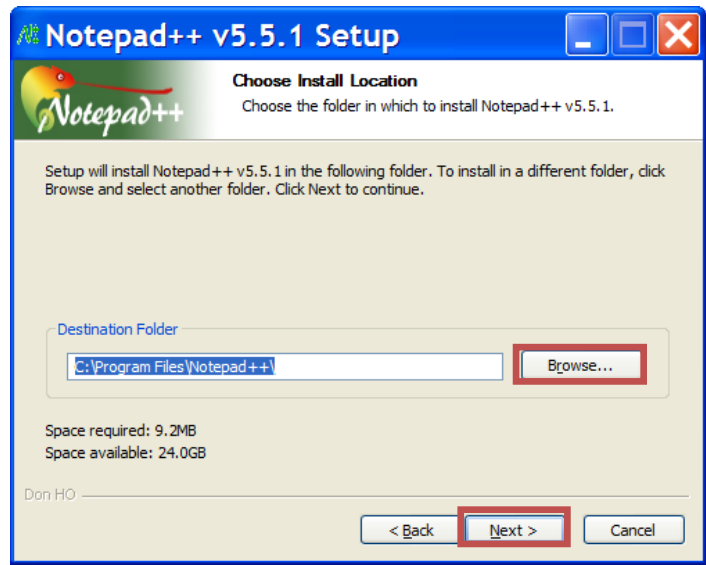 Notepad++ v5.5.1 Setup
Notepad++
Choose Install Location
Choose the folder in which to install Notepad++ v5.5.1.
Setup will install Notepad++ v5.5.1 in the following folder. To install in a different folder, click
Browse and select another folder. Click Next to continue.
Destination Folder
C:\Program Files\Notepad++\
Browse...
Space required: 9.2MB
Space available: 24.0GB
Don HO
< Back
Next >
Cancel